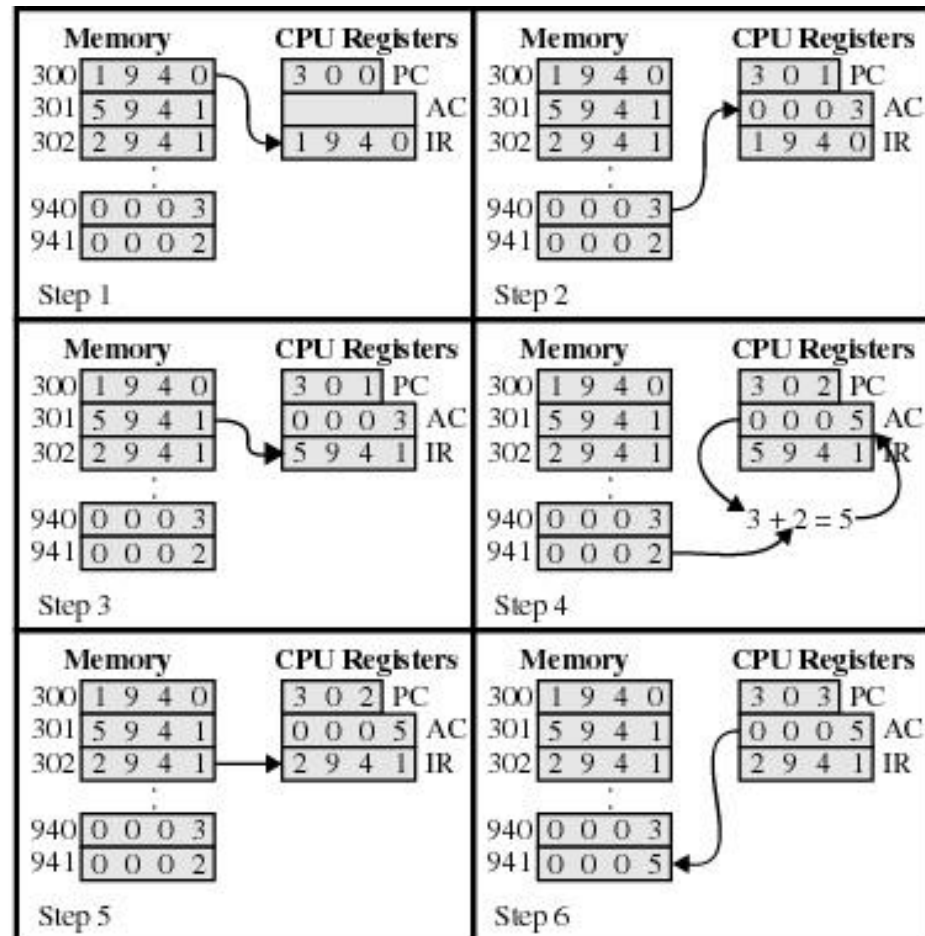 Memory CPU Registers
300 1 9 4 0 3 0 0 PC
301 5 9 4 1 AC
302 2 9 4 1 1 9 4 0 IR
940 0 0 0 3
941 0 0 0 2
Step 1
Memory CPU Registers
300 1 9 4 0 3 0 1 PC
301 5 9 4 1 0 0 0 3 AC
302 2 9 4 1 1 9 4 0 IR
940 0 0 0 3
941 0 0 0 2
Step 2
Memory CPU Registers
300 1 9 4 0 3 0 1 PC
301 5 9 4 1 0 0 0 3 AC
302 2 9 4 1 5 9 4 1 IR
940 0 0 0 3
941 0 0 0 2
Step 3
Memory CPU Registers
300 1 9 4 0 3 0 2 PC
301 5 9 4 1 0 0 0 5 AC
302 2 9 4 1 5 9 4 1 IR
940 0 0 0 3 3 + 2 = 5
941 0 0 0 2
Step 4
Memory CPU Registers
300 1 9 4 0 3 0 2 PC
301 5 9 4 1 0 0 0 5 AC
302 2 9 4 1 2 9 4 1 IR
940 0 0 0 3
941 0 0 0 2
Step 5
Memory CPU Registers
300 1 9 4 0 3 0 3 PC
301 5 9 4 1 0 0 0 5 AC
302 2 9 4 1 2 9 4 1 IR
940 0 0 0 3
941 0 0 0 5
Step 6